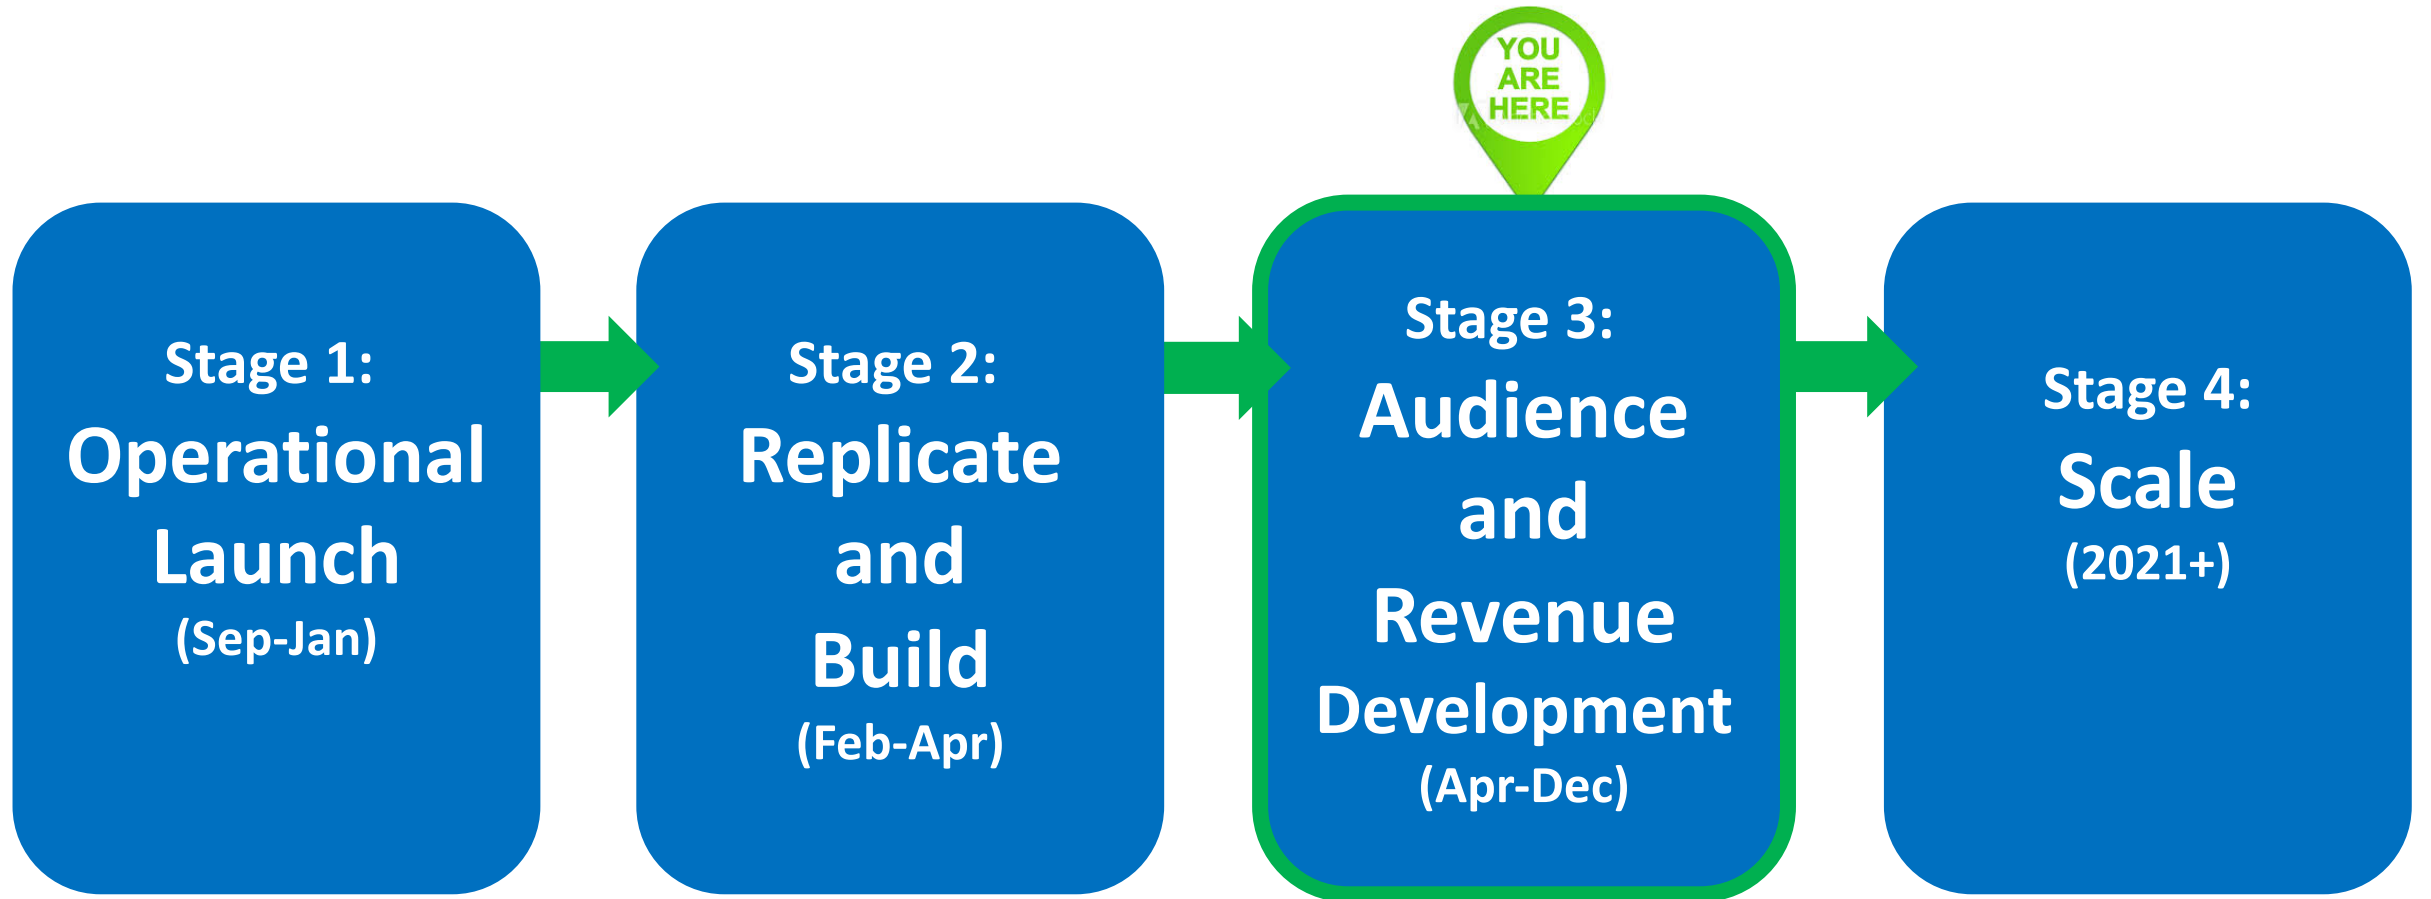 YOU
ARE
HERE
Stage 1:
Operational
Launch
(Sep-Jan)
Stage 2:
Replicate
and
Build
(Feb-Apr)
Stage 3:
Audience
and
Revenue
Development
(Apr-Dec)
Stage 4:
Scale
(2021+)